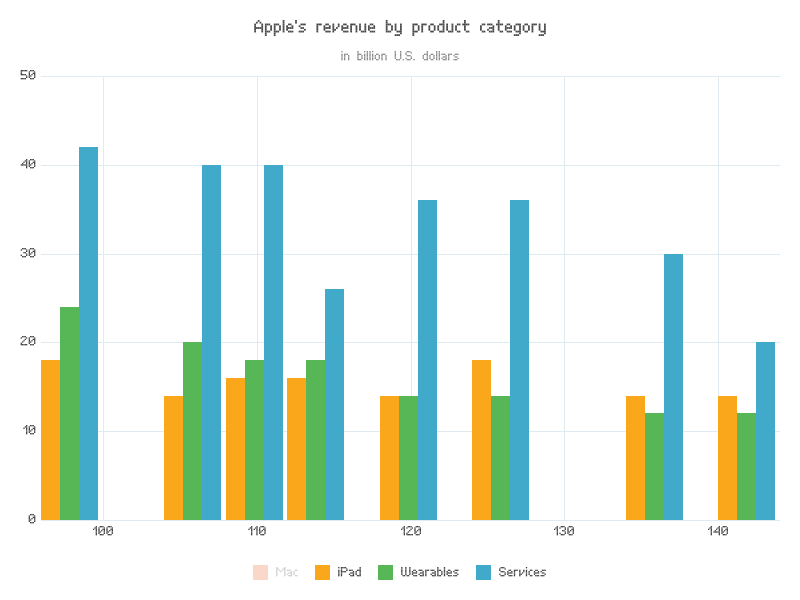 Apple's revenue by product category
in billion U.S. dollars
50
40
30
20
10
0
100 110 120 130 140
Mac iPad Wearables Services